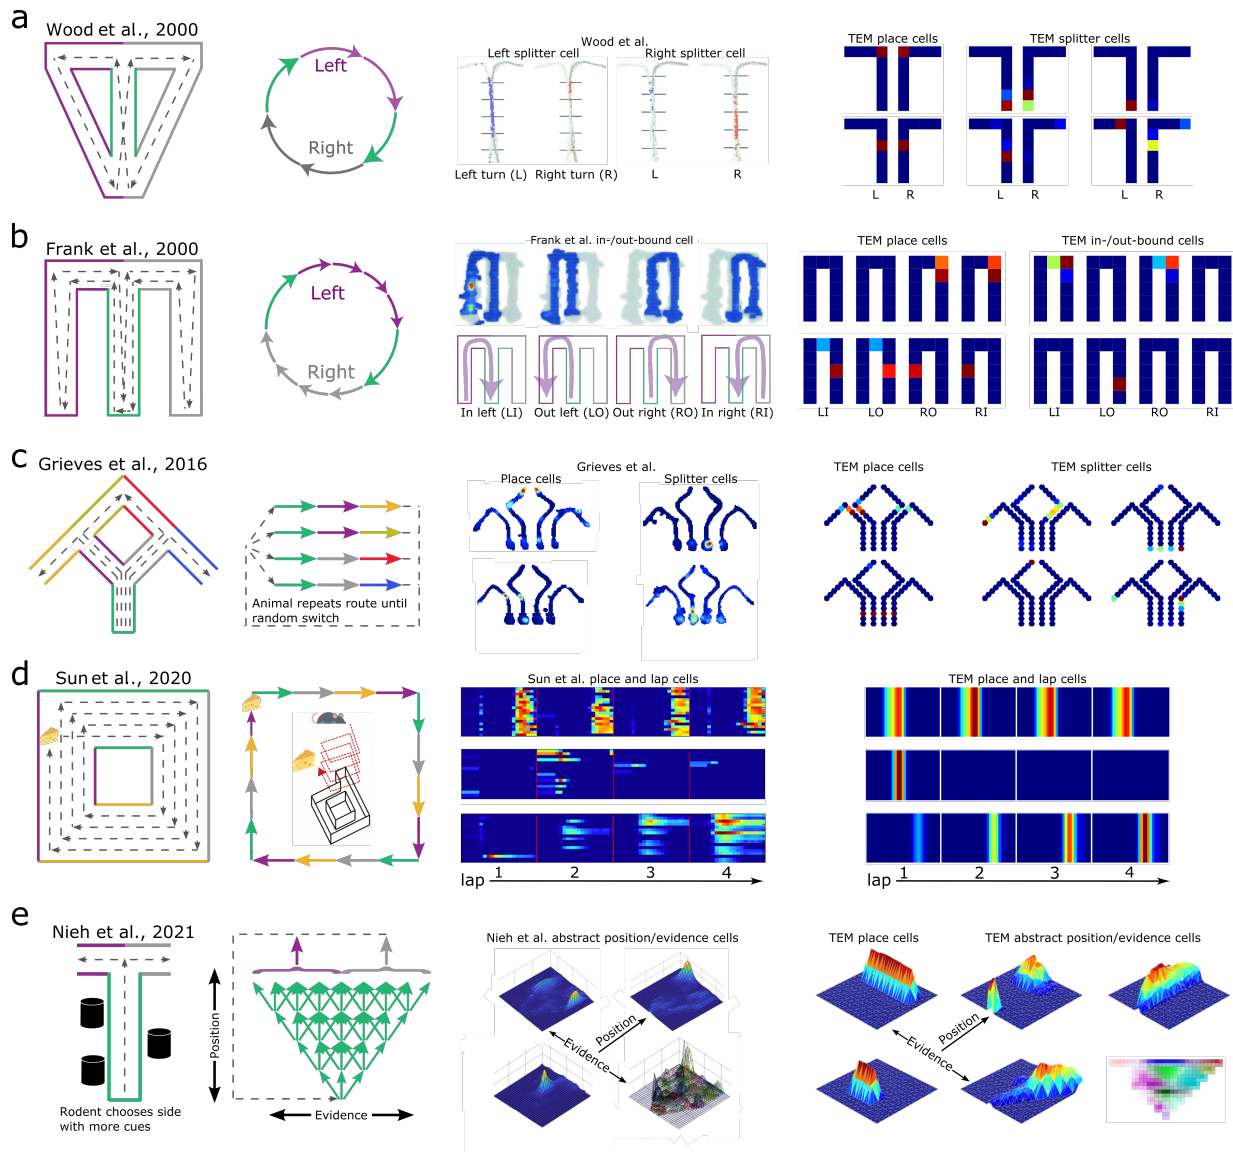 a
Wood et al., 2000
Left
Right
Wood et al.
Left splitter cell
Right splitter cell
Left turn (L)
Right turn (R)
L
R
TEM place cells
TEM splitter cells
L
R
L
R
L
R
b
Frank et al., 2000
Left
Right
Frank et al. in-/out-bound cell
In left (LI)
Out left (LO)
Out right (RO)
In right (RI)
TEM place cells
TEM in-/out-bound cells
LI
LO
RO
RI
LI
LO
RO
RI
c
Grieves et al., 2016
Animal repeats route until
random switch
Grieves et al.
Place cells
Splitter cells
TEM place cells
TEM splitter cells
d
Sun et al., 2020
Sun et al. place and lap cells
lap
1
2
3
4
TEM place and lap cells
lap
1
2
3
4
e
Nieh et al., 2021
Rodent chooses side
with more cues
Position
Evidence
Nieh et al. abstract position/evidence cells
Position
Evidence
TEM place cells
TEM abstract position/evidence cells
Position
Evidence